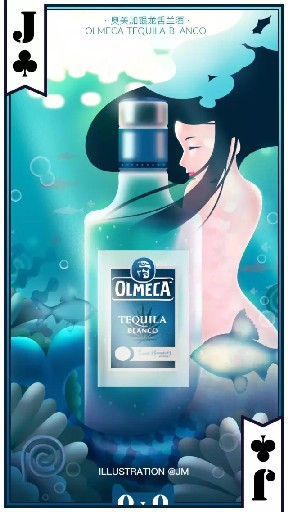 J
· 奥美加银龙舌兰酒 ·
OLMECA TEQUILA BLANCO
OLMECA
TEQUILA
BLANCO
ILLUSTRATION @JM
J